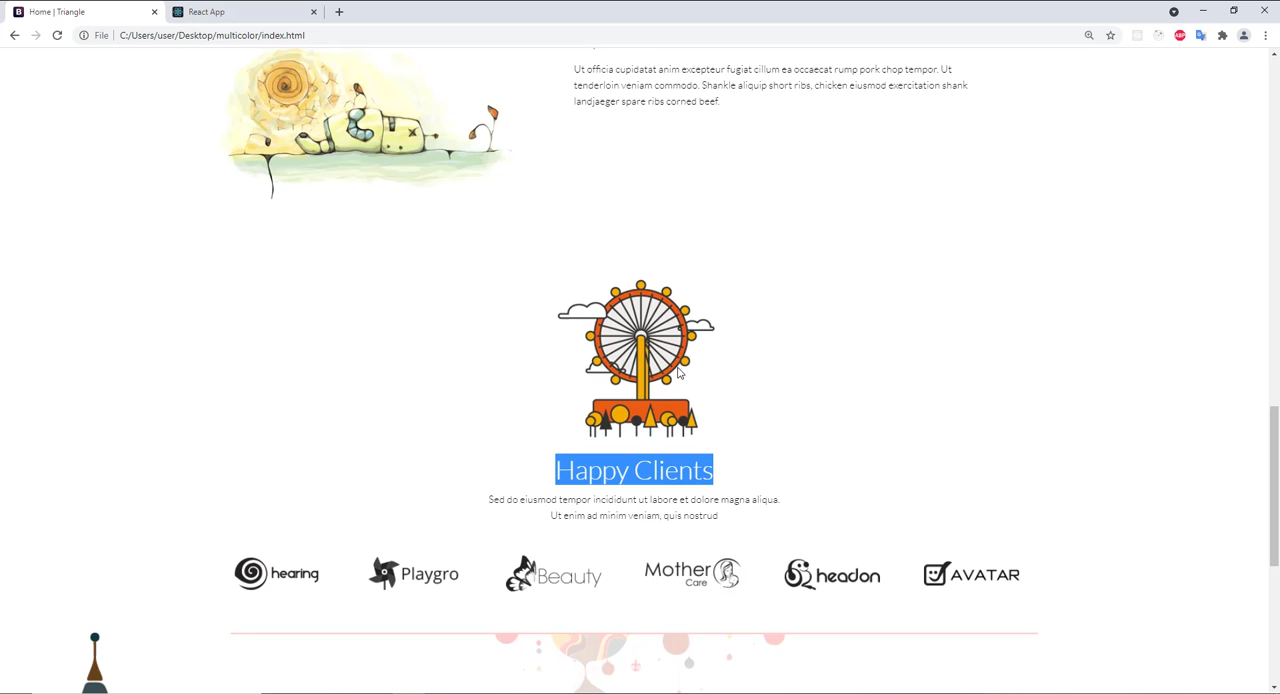 Home | Triangle
React App
File
C:/Users/user/Desktop/multicolor/index.html
ABP
Ut officia cupidatat anim excepteur fugiat cillum ea occaecat rump pork chop tempor. Ut
tenderloin veniam commodo. Shankle aliquip short ribs, chicken eiusmod exercitation shank
landjaeger spare ribs corned beef.
Happy Clients
Sed do eiusmod tempor incididunt ut labore et dolore magna aliqua.
Ut enim ad minim veniam, quis nostrud
hearing
Playgro
Beauty
Mother
Care
headon
AVATAR